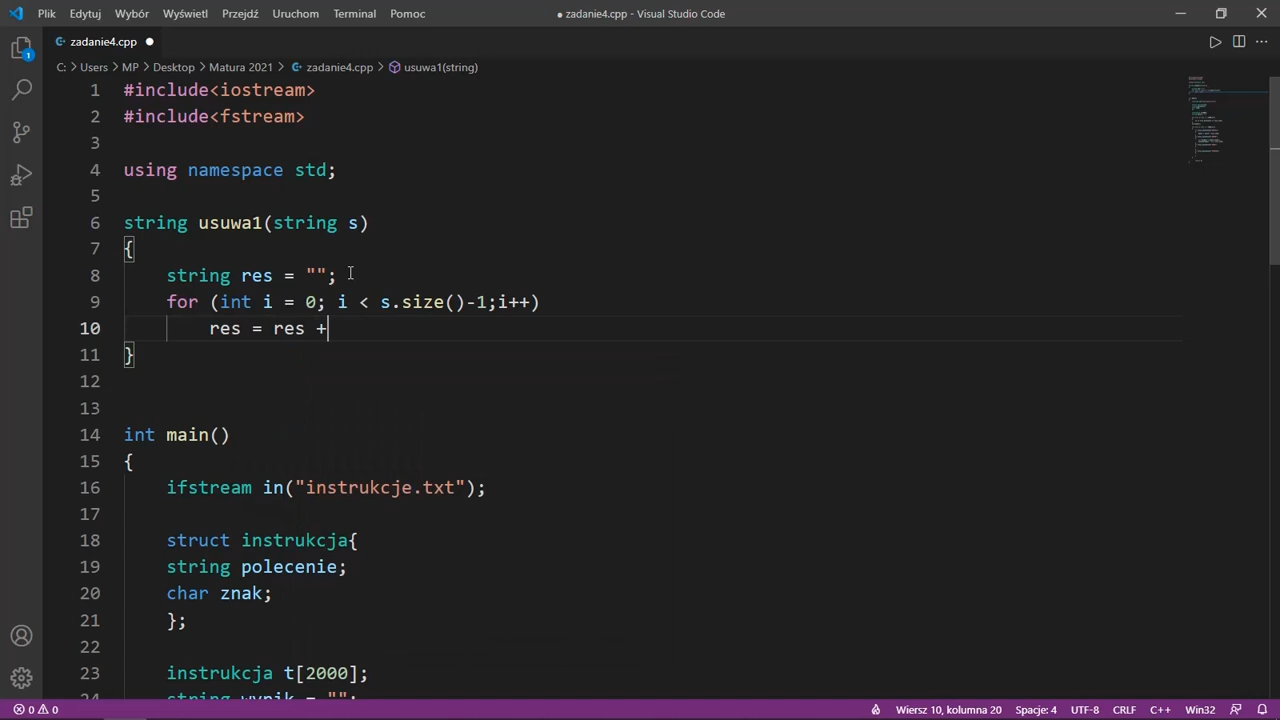 Plik Edytuj Wybór Wyświetl Przejdź Uruchom Terminal Pomoc ● zadanie4.cpp - Visual Studio Code
zadanie4.cpp ●
C: > Users > MP > Desktop > Matura 2021 > zadanie4.cpp > usuwa1(string)
1 #include<iostream>
2 #include<fstream>
3
4 using namespace std;
5
6 string usuwa1(string s)
7 {
8 string res = "";
9 for (int i = 0; i < s.size()-1;i++)
10 res = res +
11 }
12
13
14 int main()
15 {
16 ifstream in("instrukcje.txt");
17
18 struct instrukcja{
19 string polecenie;
20 char znak;
21 };
22
23 instrukcja t[2000];
24 string wynik = "";
1
0 0 Wiersz 10, kolumna 20 Spacje: 4 UTF-8 CRLF C++ Win32